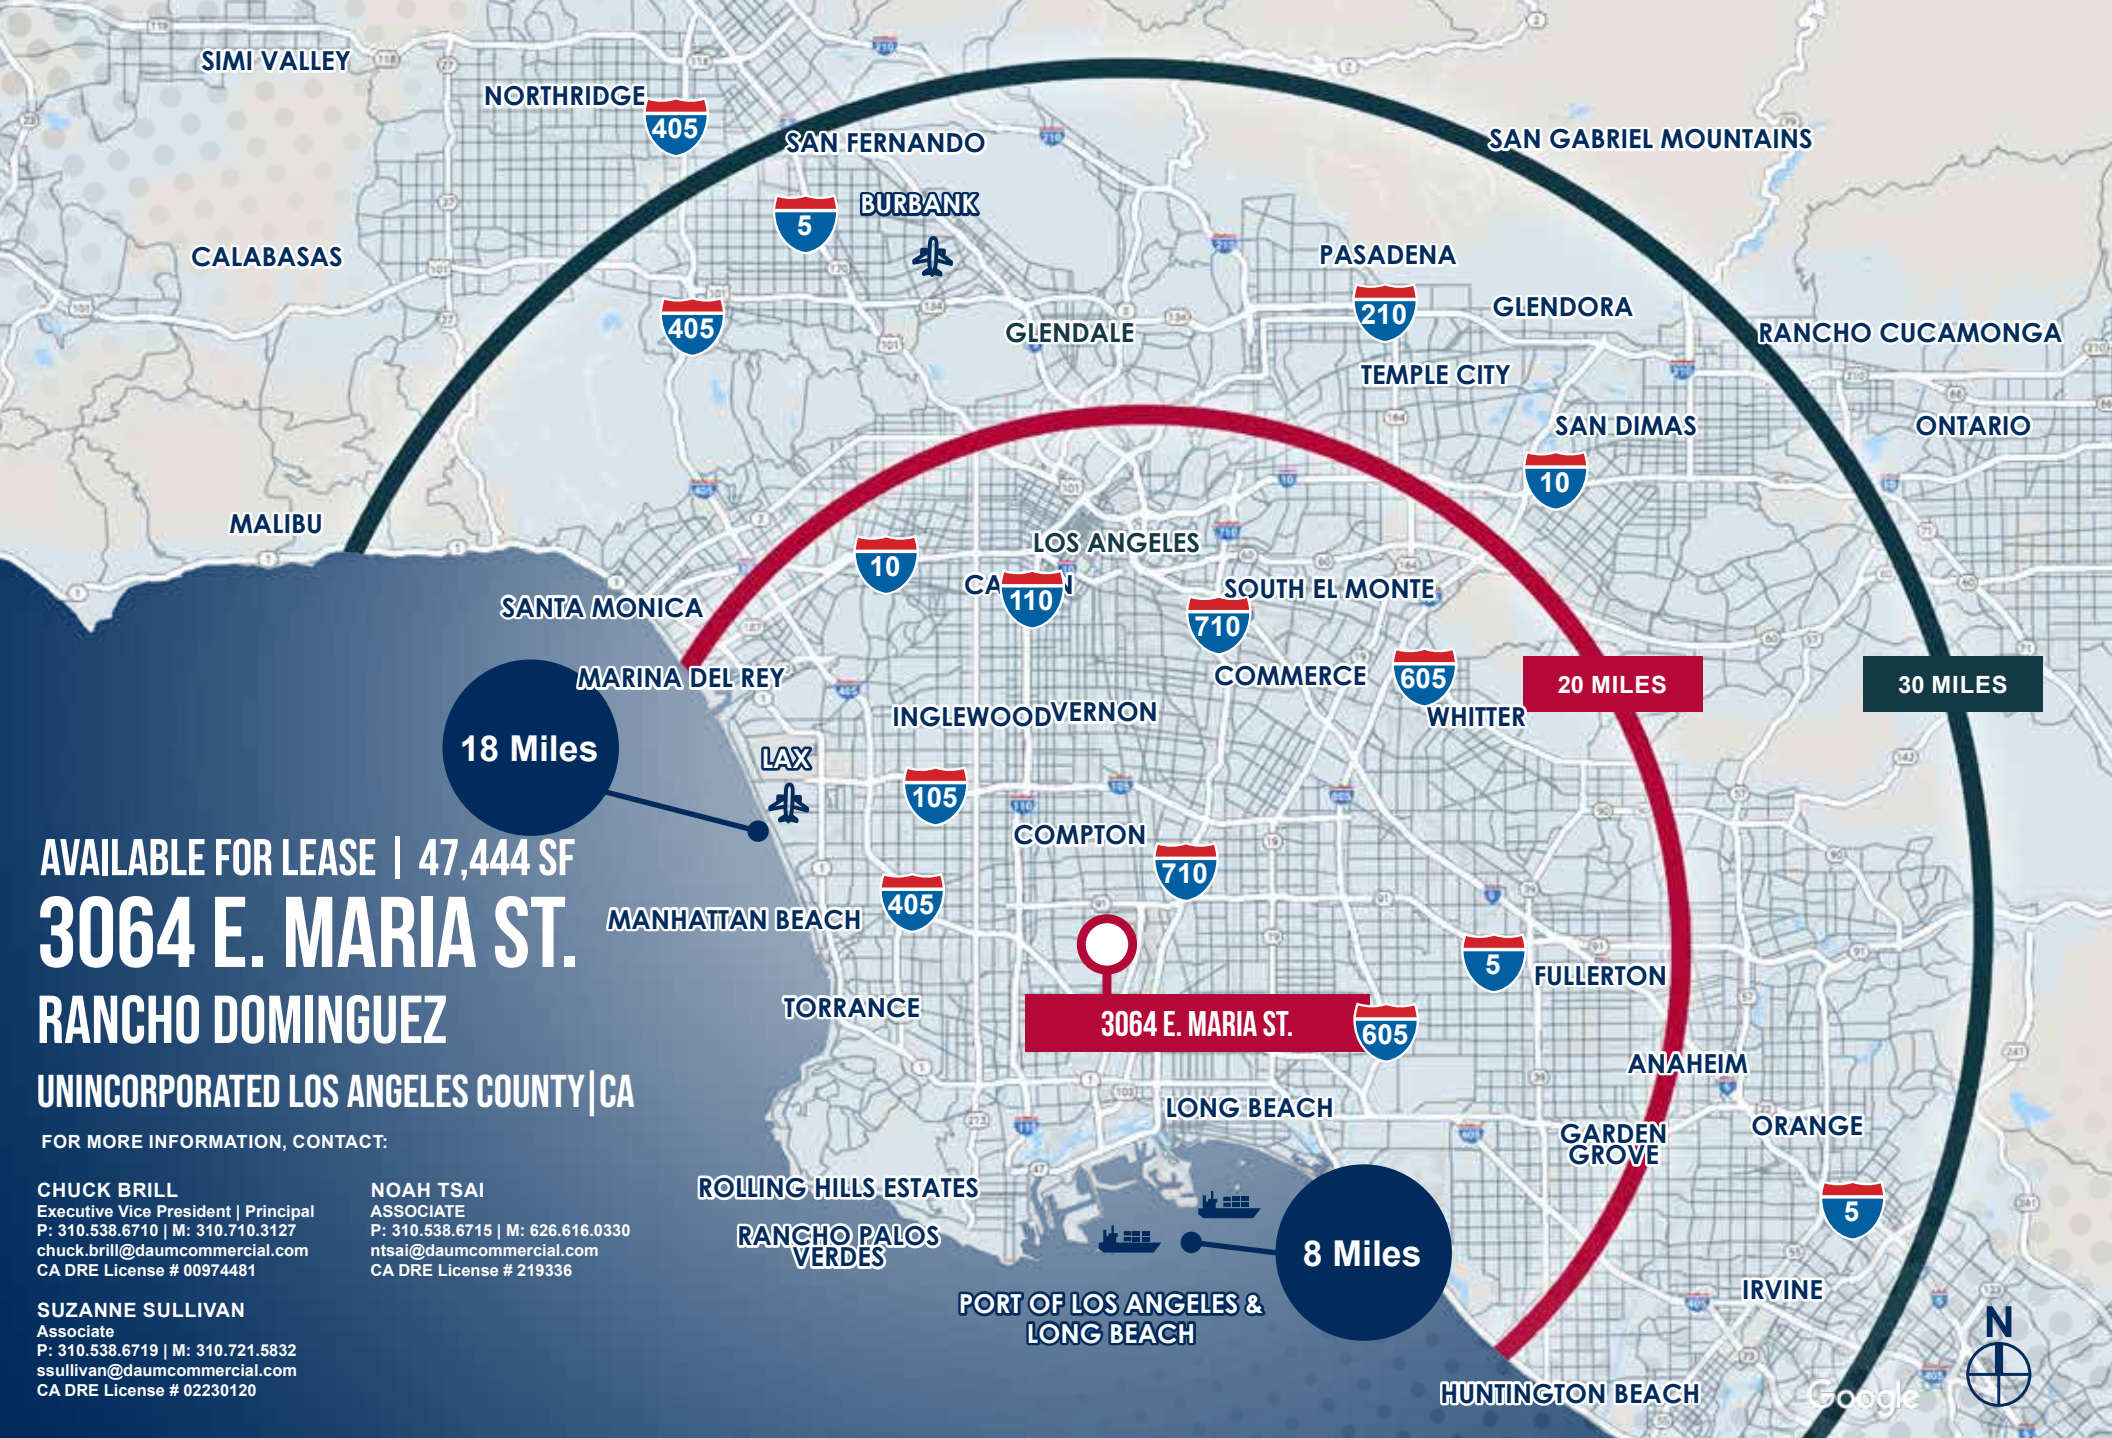 SIMI VALLEY
NORTHRIDGE
405
SAN FERNANDO
SAN GABRIEL MOUNTAINS
5
BURBANK
CALABASAS
PASADENA
405
210
GLENDORA
GLENDALE
RANCHO CUCAMONGA
TEMPLE CITY
SAN DIMAS
ONTARIO
10
MALIBU
LOS ANGELES
10
110
SOUTH EL MONTE
SANTA MONICA
710
MARINA DEL REY
COMMERCE
605
20 MILES
30 MILES
INGLEWOOD
VERNON
WHITTER
18 Miles
LAX
105
COMPTON
710
AVAILABLE FOR LEASE | 47,444 SF
3064 E. MARIA ST.
RANCHO DOMINGUEZ
UNINCORPORATED LOS ANGELES COUNTY|CA
405
MANHATTAN BEACH
5
FULLERTON
TORRANCE
3064 E. MARIA ST.
605
ANAHEIM
LONG BEACH
GARDEN
GROVE
ORANGE
FOR MORE INFORMATION, CONTACT:
CHUCK BRILL
Executive Vice President | Principal
P: 310.538.6710 | M: 310.710.3127
chuck.brill@daumcommercial.com
CA DRE License # 00974481
NOAH TSAI
ASSOCIATE
P: 310.538.6715 | M: 626.616.0330
ntsai@daumcommercial.com
CA DRE License # 219336
SUZANNE SULLIVAN
Associate
P: 310.538.6719 | M: 310.721.5832
ssullivan@daumcommercial.com
CA DRE License # 02230120
ROLLING HILLS ESTATES
RANCHO PALOS
VERDES
8 Miles
PORT OF LOS ANGELES &
LONG BEACH
5
IRVINE
N
HUNTINGTON BEACH
Google